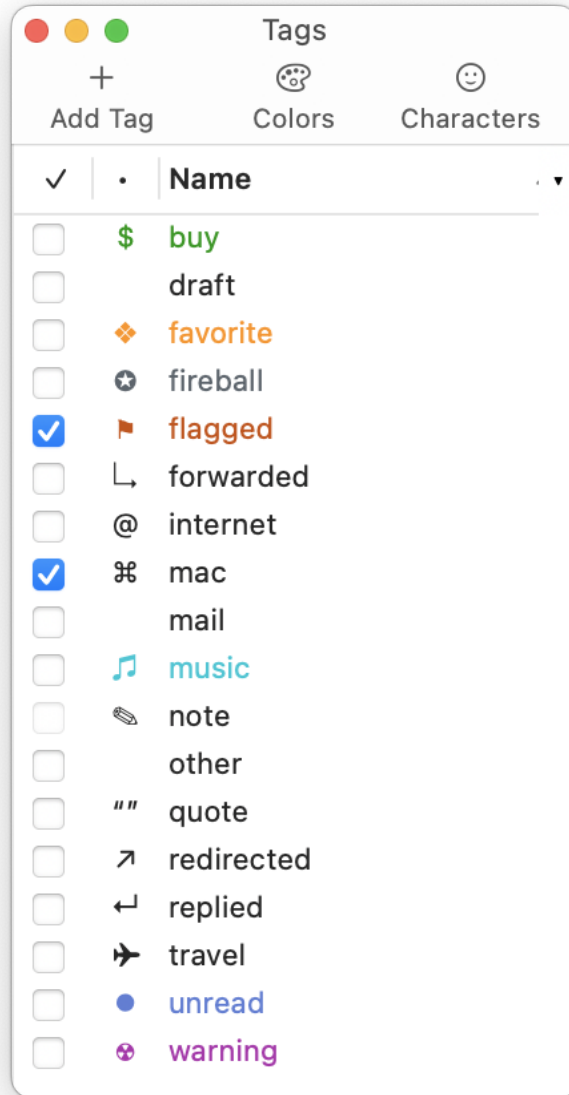 Tags
Add Tag Colors Characters
✓ • Name
$ buy
draft
❖ favorite
✪ fireball
⚑ flagged
forwarded
@ internet
⌘ mac
mail
♫ music
✎ note
other
"" quote
↗ redirected
↵ replied
✈ travel
● unread
☢ warning